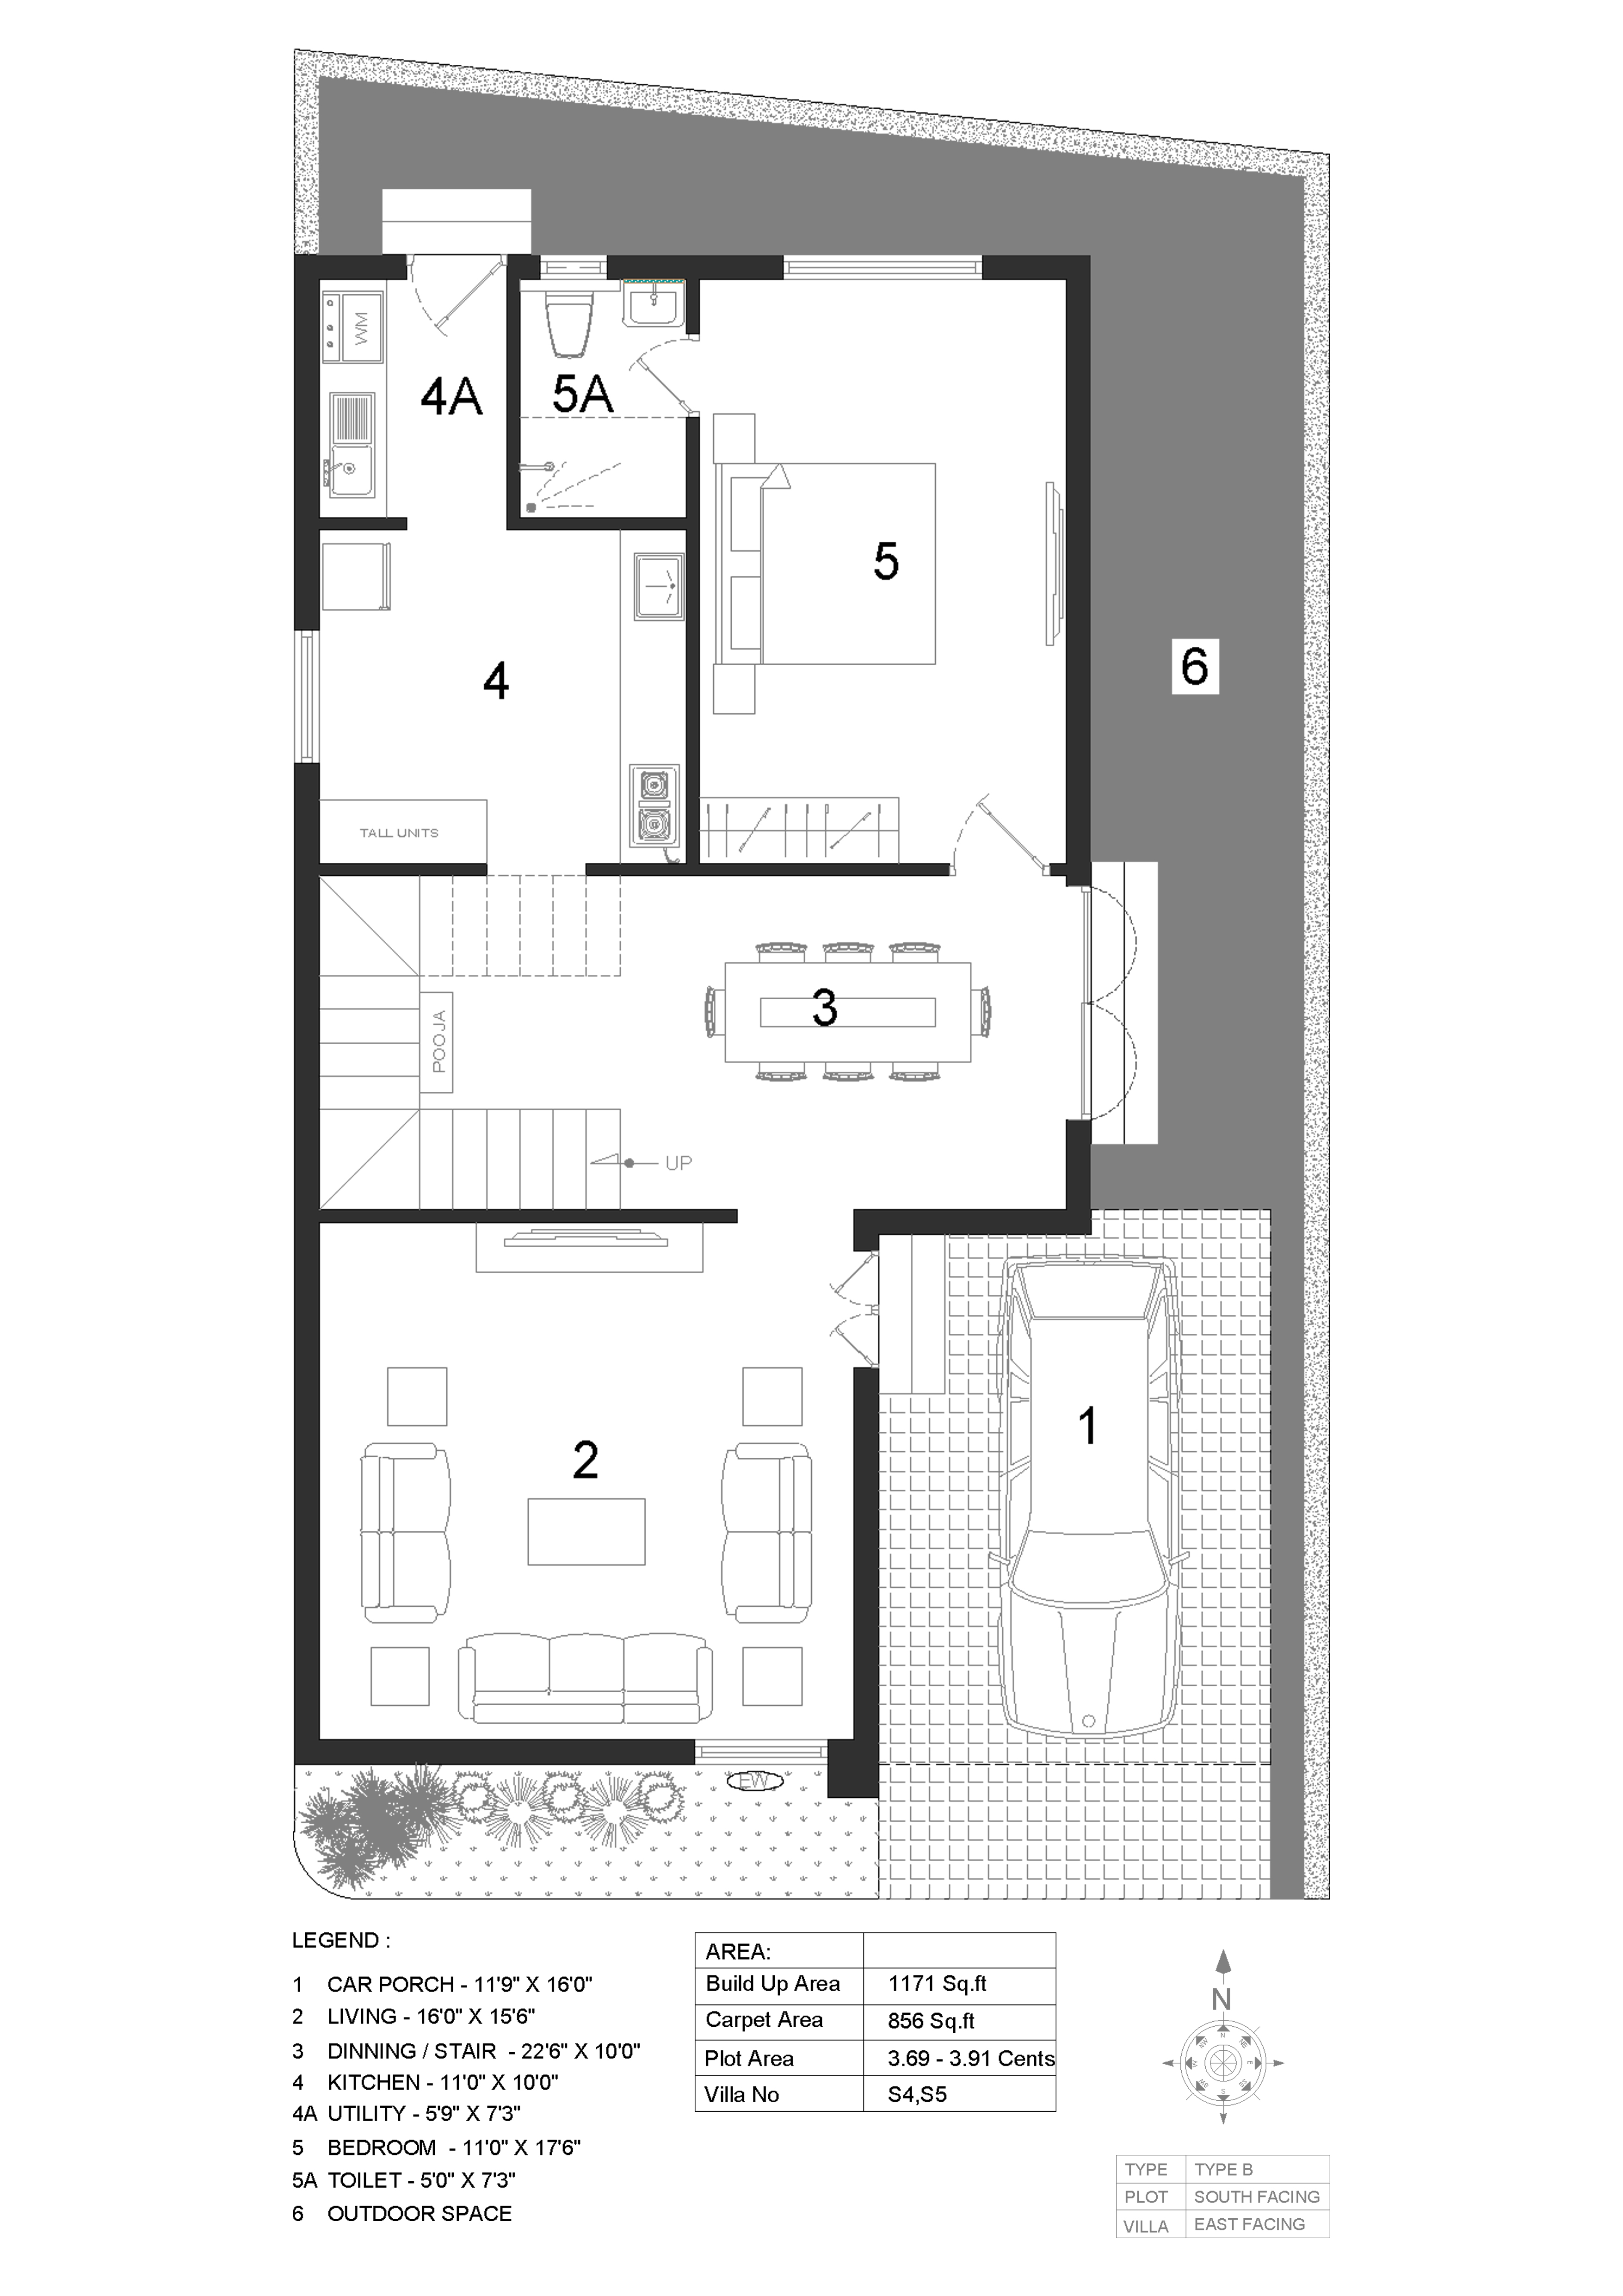 WM
4A
5A
5
6
4
TALL UNITS
3
POOJA
UP
1
2
EW
LEGEND :
1 CAR PORCH - 11'9" X 16'0"
2 LIVING - 16'0" X 15'6"
3 DINNING / STAIR - 22'6" X 10'0"
4 KITCHEN - 11'0" X 10'0"
4A UTILITY - 5'9" X 7'3"
5 BEDROOM - 11'0" X 17'6"
5A TOILET - 5'0" X 7'3"
6 OUTDOOR SPACE
AREA:
Build Up Area 1171 Sq.ft
Carpet Area 856 Sq.ft
Plot Area 3.69 - 3.91 Cents
Villa No S4,S5
N
N
NE
E
SE
S
SW
W
NW
TYPE TYPE B
PLOT SOUTH FACING
VILLA EAST FACING